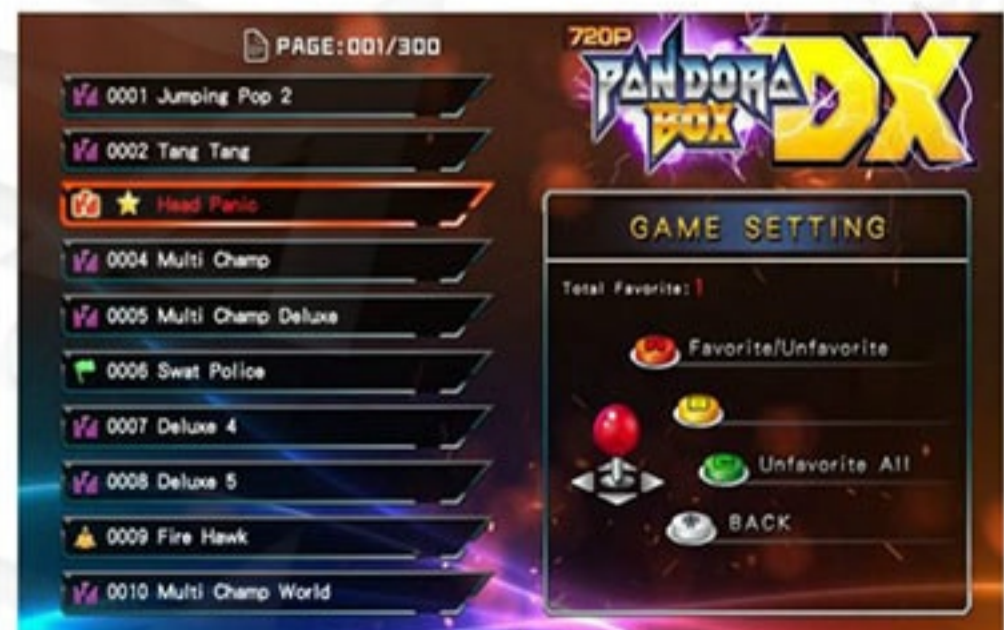 PAGE:001/300
0001 Jumping Pop 2
0002 Tang Tang
Head Panic
0004 Multi Champ
0005 Multi Champ Deluxe
0006 Swat Police
0007 Deluxe 4
0008 Deluxe 5
0009 Fire Hawk
0010 Multi Champ World
720P
PANDORA
BOX
DX
GAME SETTING
Total Favorite: 1
Favorite/Unfavorite
Unfavorite All
BACK